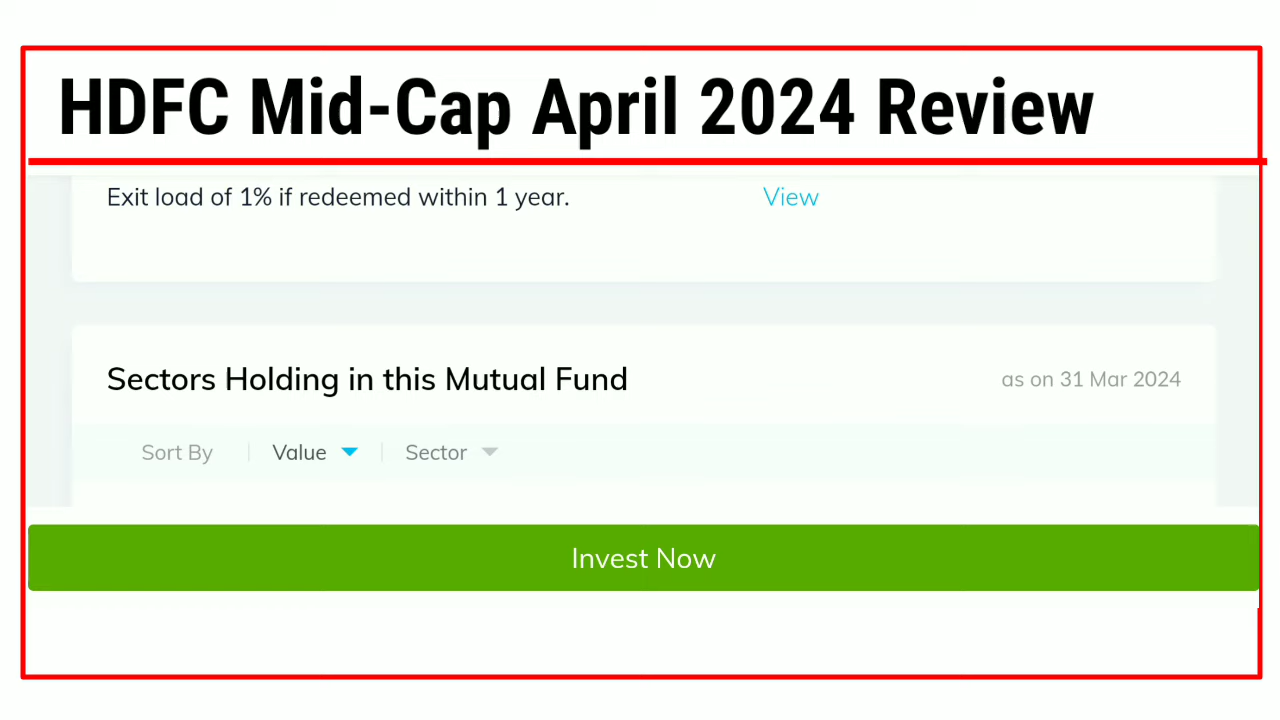 HDFC Mid-Cap April 2024 Review
Exit load of 1% if redeemed within 1 year. View
Sectors Holding in this Mutual Fund as on 31 Mar 2024
Sort By Value Sector
Invest Now